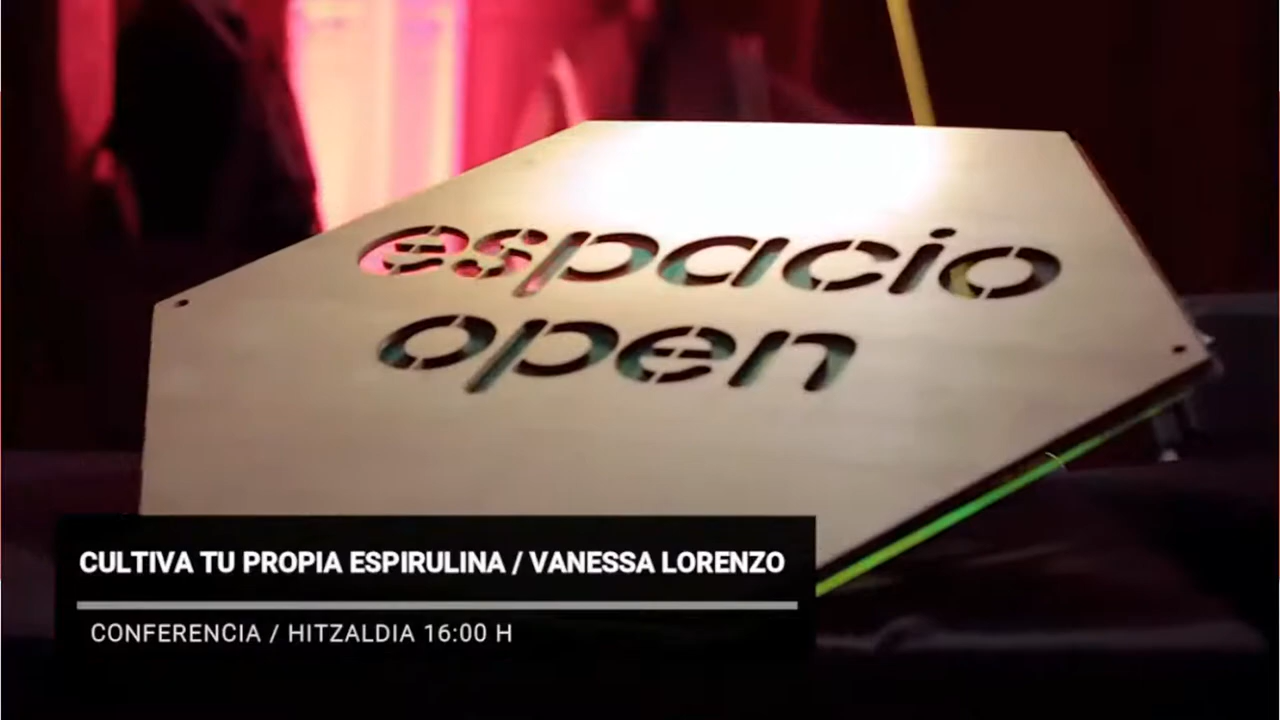 espacio
open
CULTIVA TU PROPIA ESPIRULINA / VANESSA LORENZO
CONFERENCIA / HITZALDIA 16:00 H